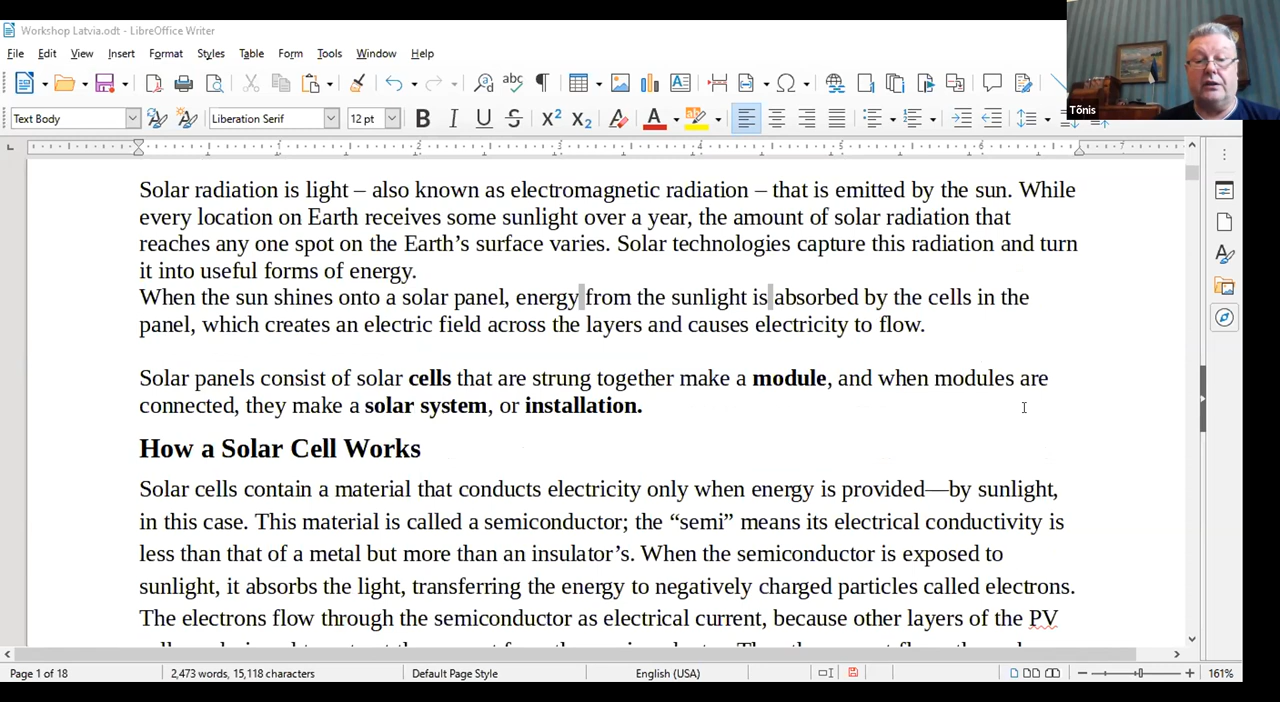 Workshop Latvia.odt - LibreOffice Writer
File Edit View Insert Format Styles Table Form Tools Window Help
Tõnis
Text Body Liberation Serif 12 pt
2 3 4 5 6 7
Solar radiation is light – also known as electromagnetic radiation – that is emitted by the sun. While
every location on Earth receives some sunlight over a year, the amount of solar radiation that
reaches any one spot on the Earth’s surface varies. Solar technologies capture this radiation and turn
it into useful forms of energy.
When the sun shines onto a solar panel, energy from the sunlight is absorbed by the cells in the
panel, which creates an electric field across the layers and causes electricity to flow.
Solar panels consist of solar cells that are strung together make a module, and when modules are
connected, they make a solar system, or installation.
How a Solar Cell Works
Solar cells contain a material that conducts electricity only when energy is provided—by sunlight,
in this case. This material is called a semiconductor; the “semi” means its electrical conductivity is
less than that of a metal but more than an insulator’s. When the semiconductor is exposed to
sunlight, it absorbs the light, transferring the energy to negatively charged particles called electrons.
The electrons flow through the semiconductor as electrical current, because other layers of the PV
Page 1 of 18 2,473 words, 15,118 characters Default Page Style English (USA) 161%